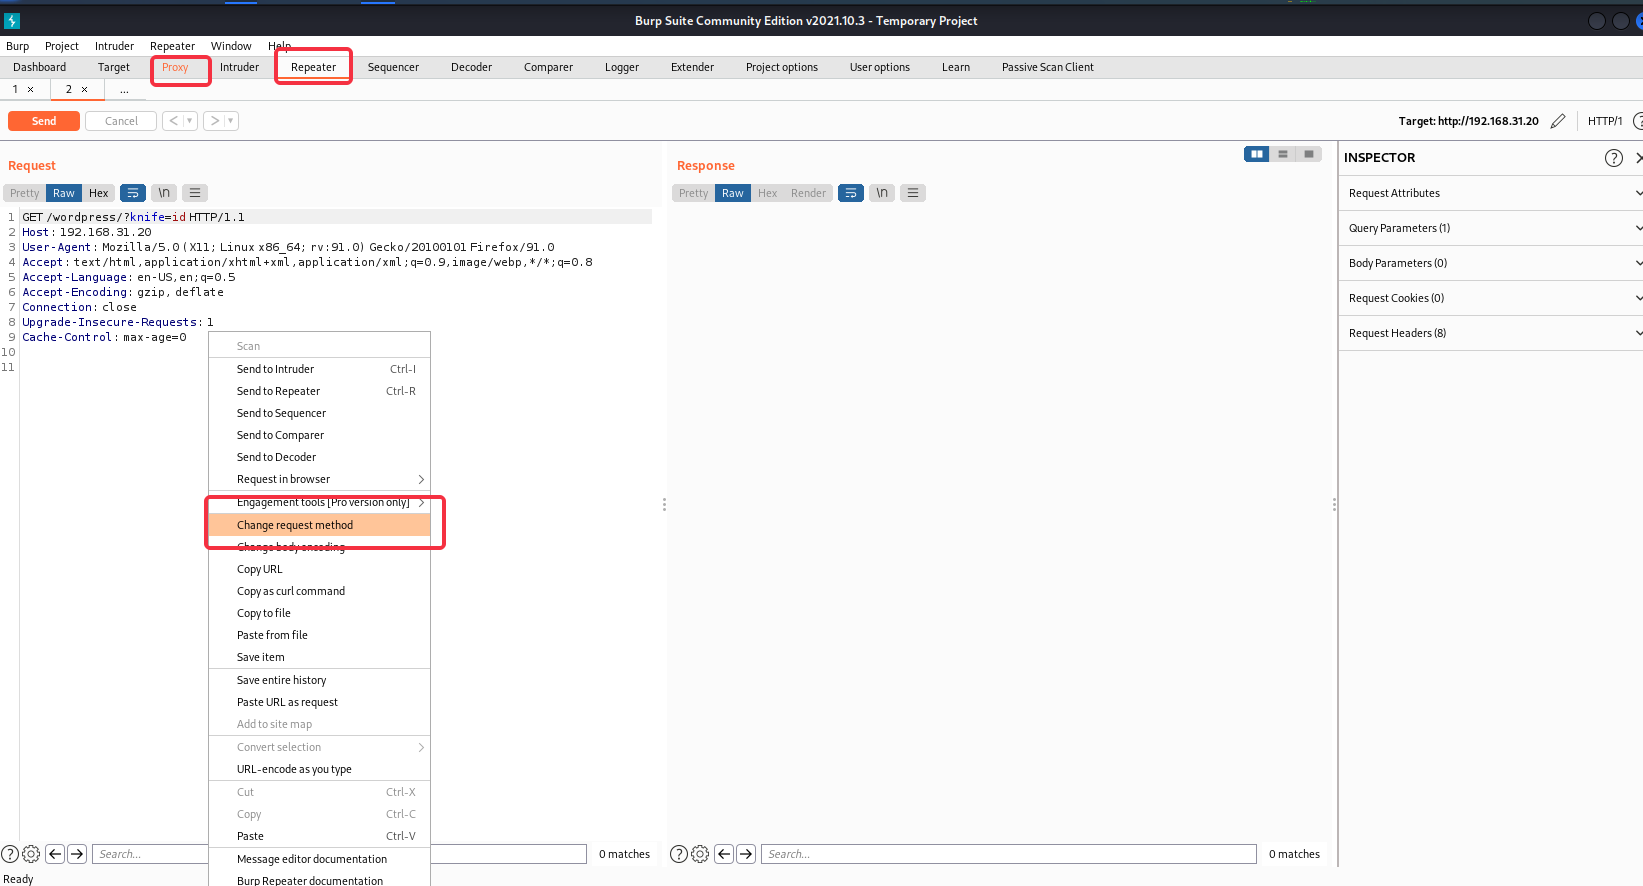 Burp Suite Community Edition v2021.10.3 - Temporary Project
Burp Project Intruder Repeater Window Help
Dashboard Target Proxy Intruder Repeater Sequencer Decoder Comparer Logger Extender Project options User options Learn Passive Scan Client
1 × 2 × ...
Send Cancel < > Target: http://192.168.31.20 HTTP/1 ?
Request
Pretty Raw Hex \n
1 GET /wordpress/?knife=id HTTP/1.1
2 Host: 192.168.31.20
3 User-Agent: Mozilla/5.0 (X11; Linux x86_64; rv:91.0) Gecko/20100101 Firefox/91.0
4 Accept: text/html,application/xhtml+xml,application/xml;q=0.9,image/webp,*/*;q=0.8
5 Accept-Language: en-US,en;q=0.5
6 Accept-Encoding: gzip, deflate
7 Connection: close
8 Upgrade-Insecure-Requests: 1
9 Cache-Control: max-age=0
10
11
Scan
Send to Intruder Ctrl-I
Send to Repeater Ctrl-R
Send to Sequencer
Send to Comparer
Send to Decoder
Request in browser >
Engagement tools [Pro version only] >
Change request method
Change body encoding
Copy URL
Copy as curl command
Copy to file
Paste from file
Save item
Save entire history
Paste URL as request
Add to site map
Convert selection >
URL-encode as you type
Cut Ctrl-X
Copy Ctrl-C
Paste Ctrl-V
Message editor documentation
Burp Repeater documentation
? Search... 0 matches
Ready
Response
Pretty Raw Hex Render \n
? Search... 0 matches
INSPECTOR ? ×
Request Attributes
Query Parameters (1)
Body Parameters (0)
Request Cookies (0)
Request Headers (8)